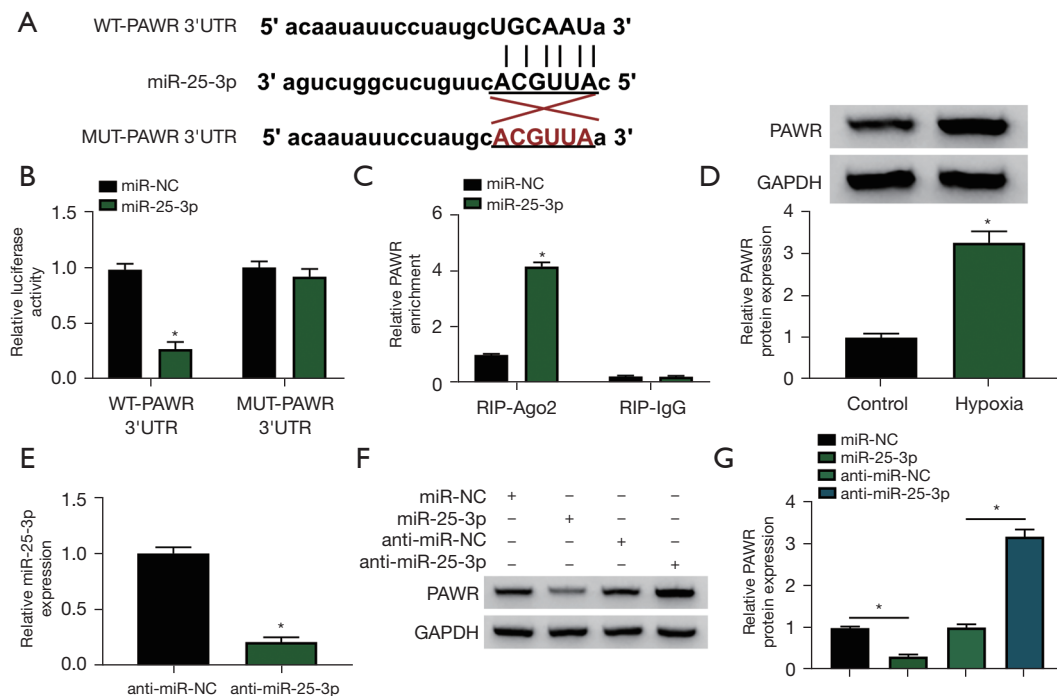 A
WT-PAWR 3'UTR 5' acaauauuccuaugcUGCAAUa 3'
miR-25-3p 3' agucuggcucuguucACGUUAc 5'
MUT-PAWR 3'UTR 5' acaauauuccuaugcACGUUAa 3'
B
miR-NC
miR-25-3p
Relative luciferase
activity
1.5
1.0
0.5
0.0
*
WT-PAWR
3'UTR
MUT-PAWR
3'UTR
C
miR-NC
miR-25-3p
Relative PAWR
enrichment
6
4
2
0
*
RIP-Ago2
RIP-IgG
D
PAWR
GAPDH
Relative PAWR
protein expression
4
3
2
1
0
*
Control
Hypoxia
E
Relative miR-25-3p
expression
1.5
1.0
0.5
0.0
*
anti-miR-NC
anti-miR-25-3p
F
miR-NC + – – –
miR-25-3p – + – –
anti-miR-NC – – + –
anti-miR-25-3p – – – +
PAWR
GAPDH
G
miR-NC
miR-25-3p
anti-miR-NC
anti-miR-25-3p
Relative PAWR
protein expression
4
3
2
1
0
*
*